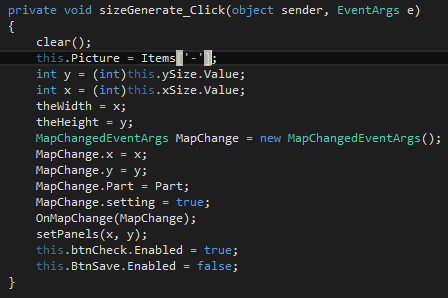 private void sizeGenerate_Click(object sender, EventArgs e)
{
clear();
this.Picture = Items['-'];
int y = (int)this.ySize.Value;
int x = (int)this.xSize.Value;
theWidth = x;
theHeight = y;
MapChangedEventArgs MapChange = new MapChangedEventArgs();
MapChange.x = x;
MapChange.y = y;
MapChange.Part = Part;
MapChange.setting = true;
OnMapChange(MapChange);
setPanels(x, y);
this.btnCheck.Enabled = true;
this.BtnSave.Enabled = false;
}